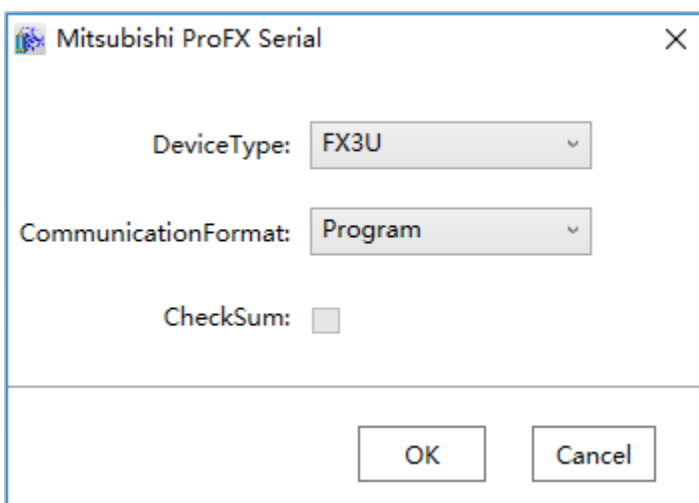 Mitsubishi ProFX Serial
DeviceType: FX3U
CommunicationFormat: Program
CheckSum:
OK Cancel